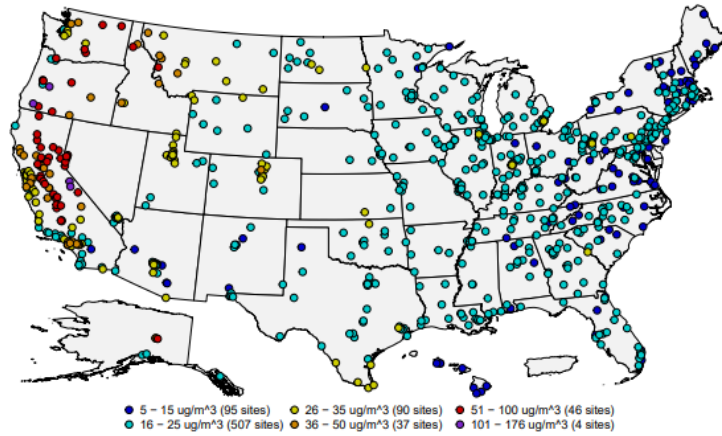 5 − 15 ug/m^3 (95 sites)
26 − 35 ug/m^3 (90 sites)
51 − 100 ug/m^3 (46 sites)
16 − 25 ug/m^3 (507 sites)
36 − 50 ug/m^3 (37 sites)
101 − 176 ug/m^3 (4 sites)